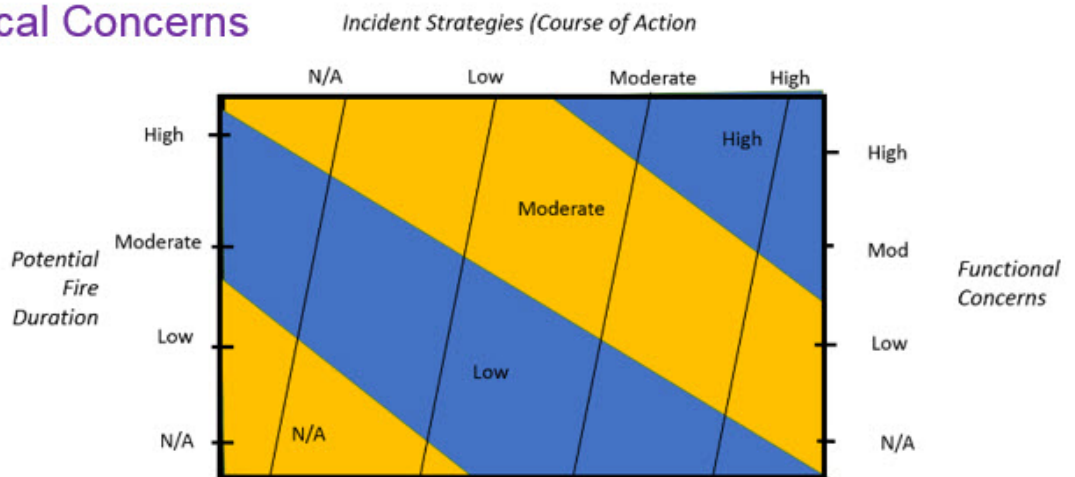 cal Concerns
Incident Strategies (Course of Action
N/A Low Moderate High
High
Moderate
Low
N/A
Potential
Fire
Duration
High
Moderate
Low
N/A
High
Mod
Low
N/A
Functional
Concerns